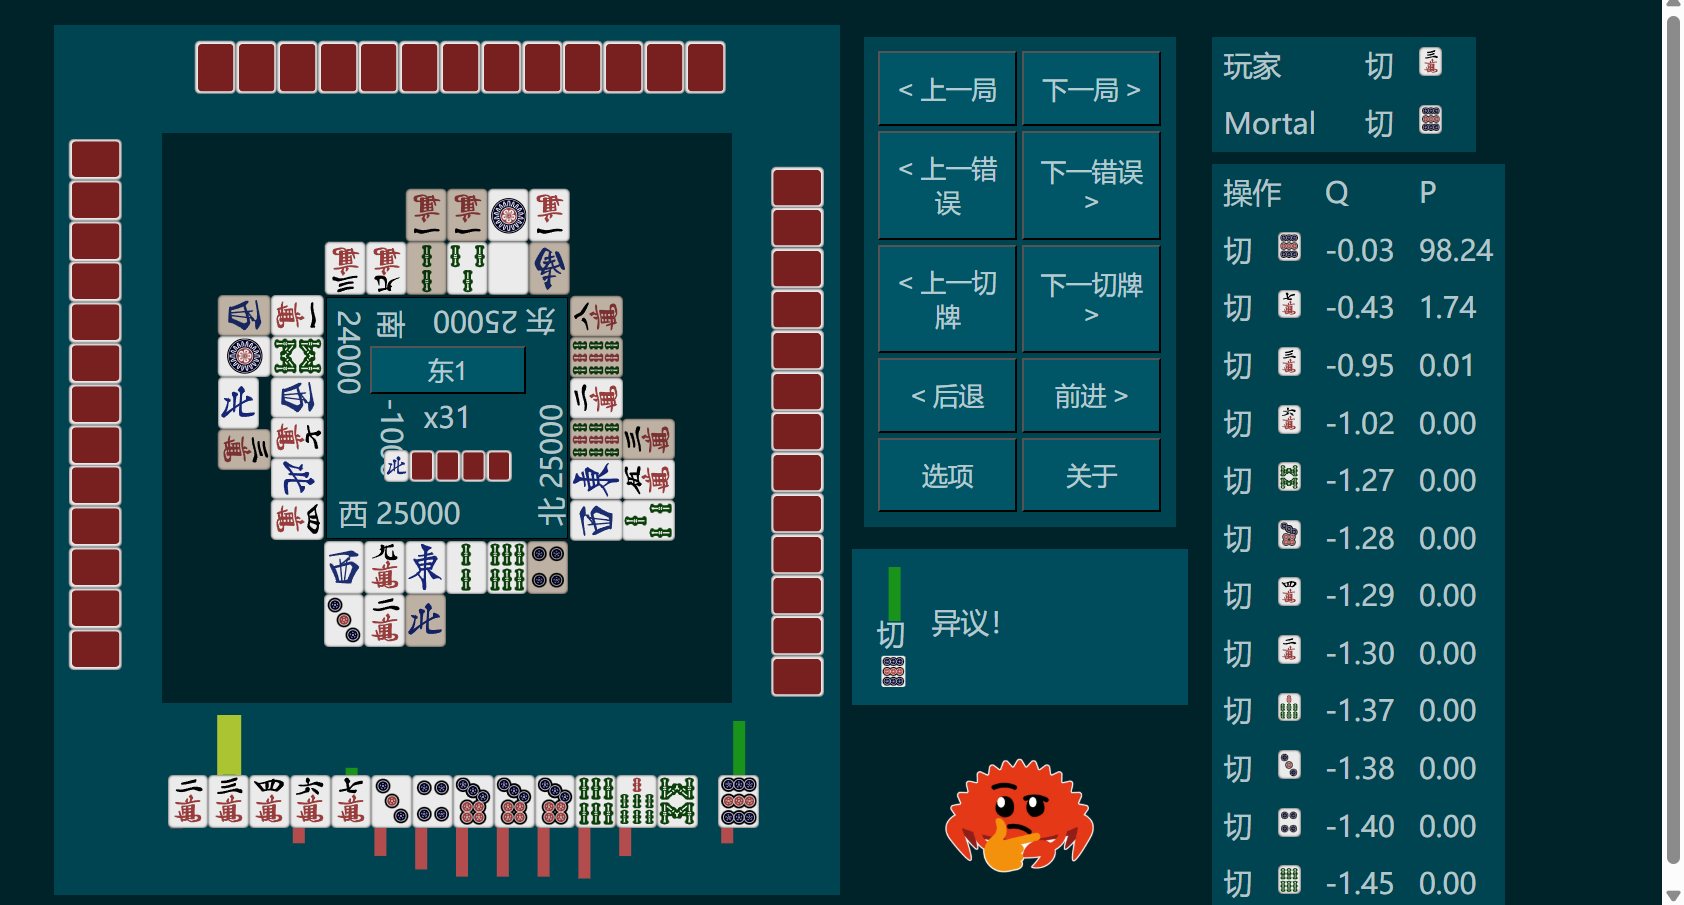 东 25000
南 24000
-100
东1
x31
西 25000
北 25000
< 上一局
下一局 >
< 上一错误
下一错误 >
< 上一切牌
下一切牌 >
< 后退
前进 >
选项
关于
切
异议！
玩家 切
Mortal 切
操作 Q P
切 -0.03 98.24
切 -0.43 1.74
切 -0.95 0.01
切 -1.02 0.00
切 -1.27 0.00
切 -1.28 0.00
切 -1.29 0.00
切 -1.30 0.00
切 -1.37 0.00
切 -1.38 0.00
切 -1.40 0.00
切 -1.45 0.00